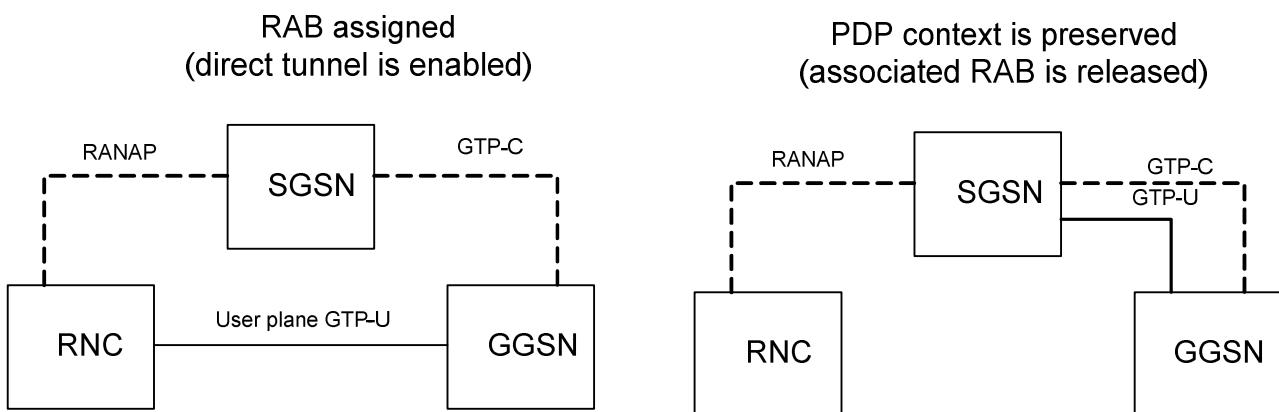 RAB assigned
(direct tunnel is enabled)
RANAP
GTP-C
SGSN
RNC
User plane GTP-U
GGSN
PDP context is preserved
(associated RAB is released)
RANAP
SGSN
GTP-C
GTP-U
RNC
GGSN